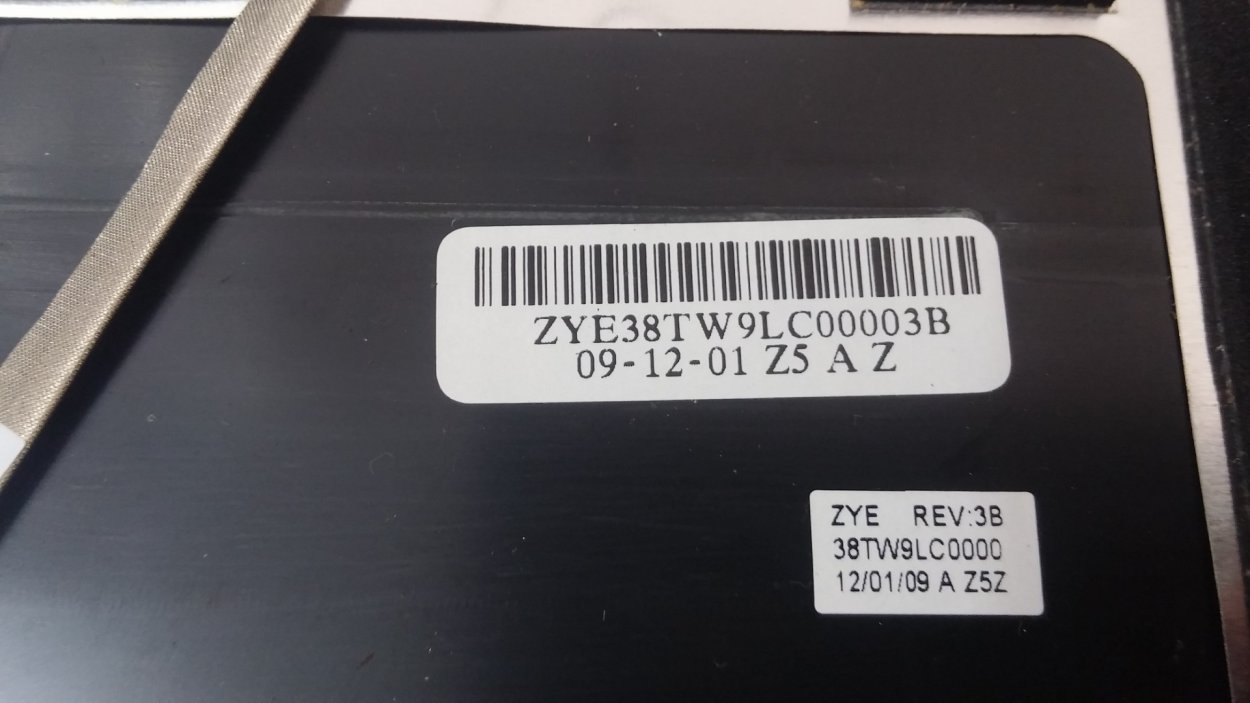 ZYE38TW9LC00003B
09-12-01 Z5 A Z
ZYE REV:3B
38TW9LC0000
12/01/09 A Z5Z